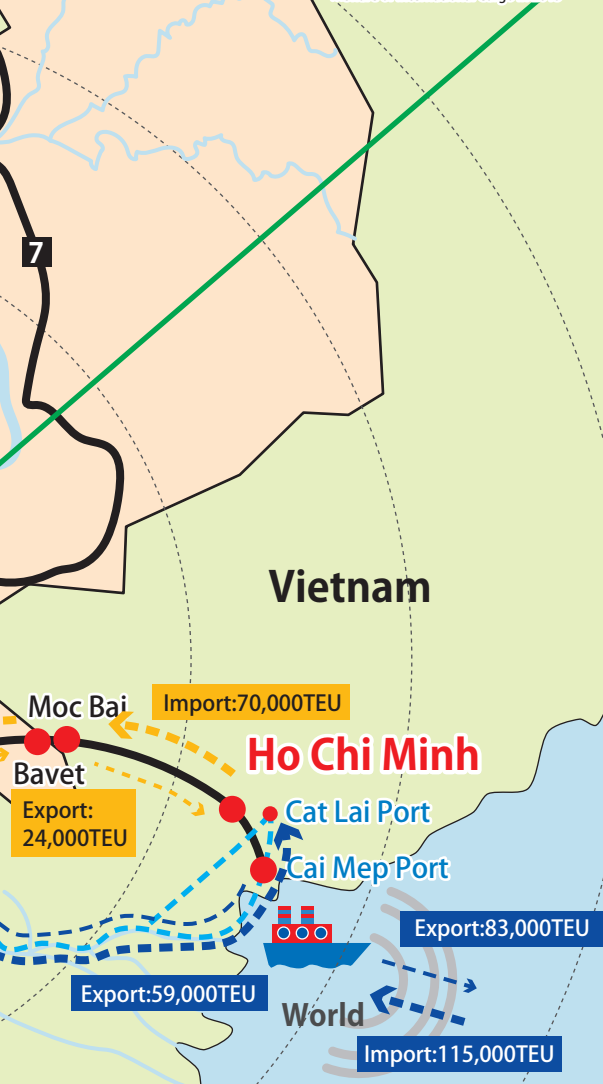 7
Vietnam
Moc Bai
Import:70,000TEU
Bavet
Ho Chi Minh
Export:
24,000TEU
Cat Lai Port
Cai Mep Port
Export:83,000TEU
Export:59,000TEU
World
Import:115,000TEU